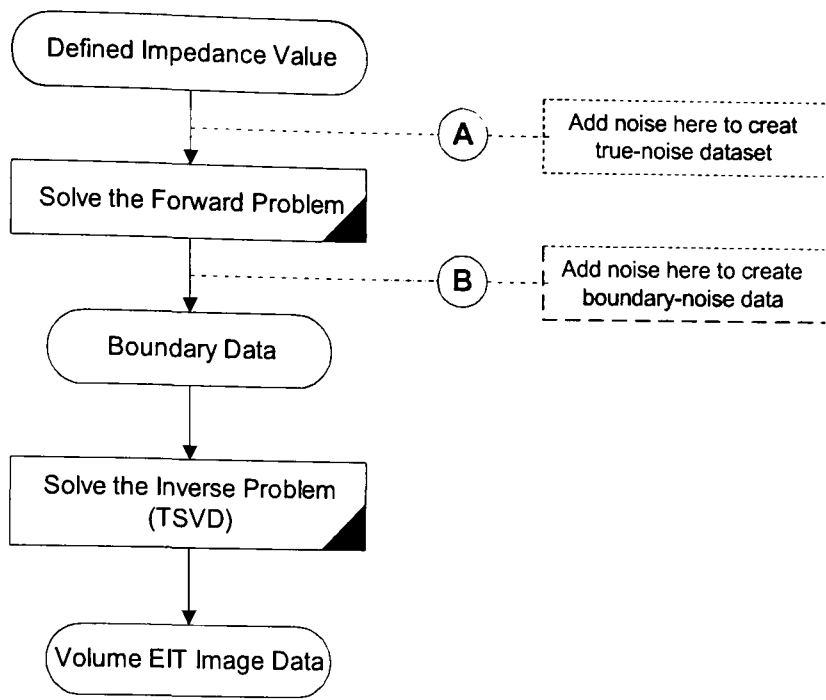 Defined Impedance Value
A
Add noise here to creat
true-noise dataset
Solve the Forward Problem
B
Add noise here to create
boundary-noise data
Boundary Data
Solve the Inverse Problem
(TSVD)
Volume EIT Image Data